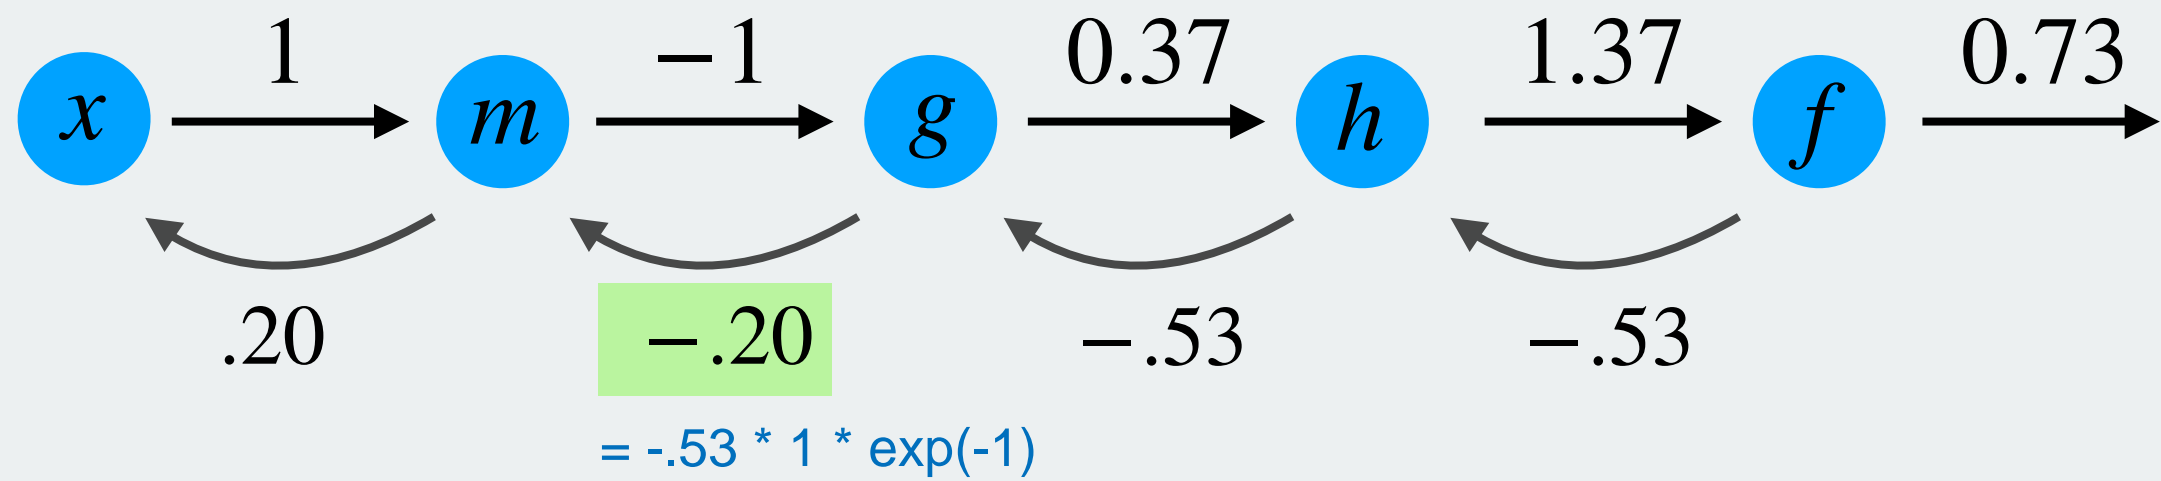 1 −1 0.37 1.37 0.73
x m g h f
.20 −.20 −.53 −.53
= -.53 * 1 * exp(-1)